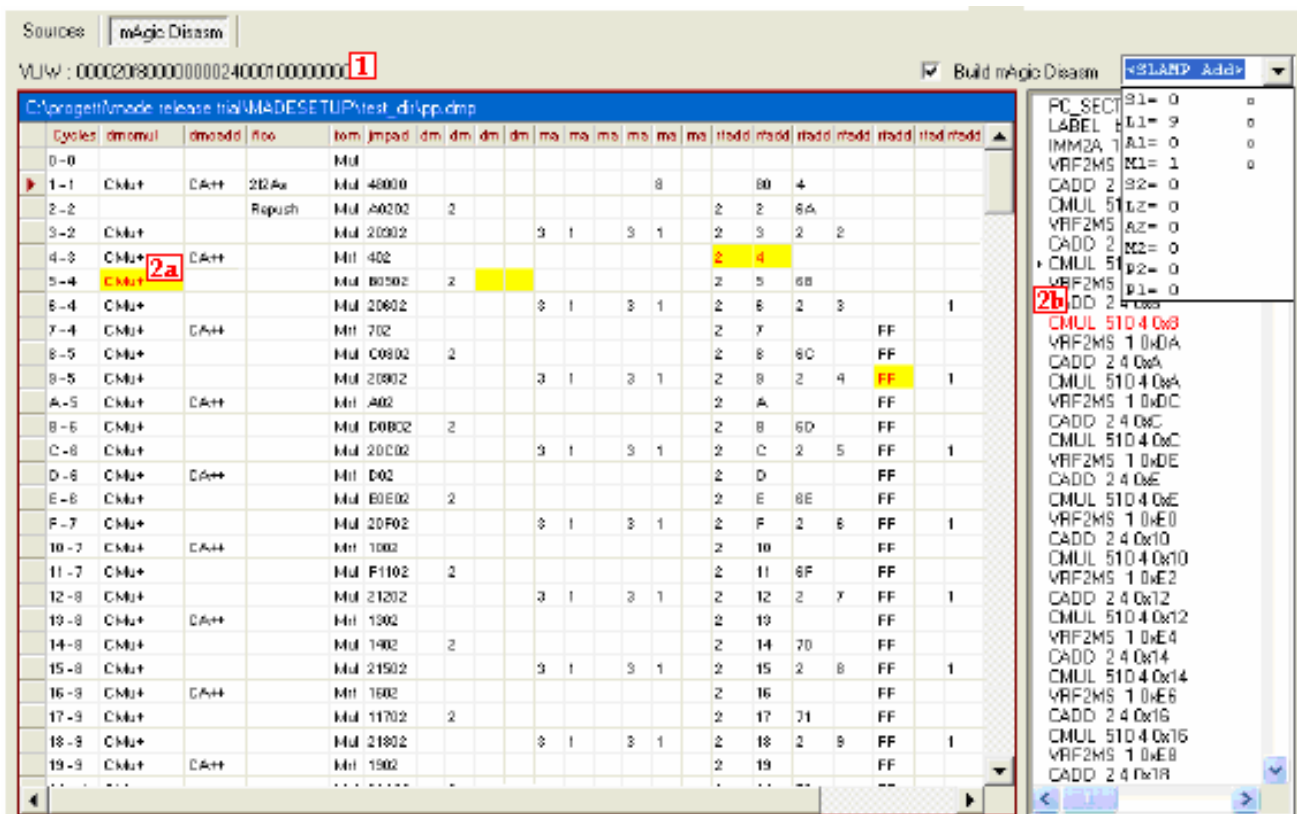 Sources mAgic Disasm
VLIW : 1
Build mAgic Disasm <SLAMP Add>
C:\progetti\made release trial\MADESETUP\test_dir\pp.dmp
Cycles dmomul dmoadd jmpad dm dm dm dm ma ma ma ma ma ma rfadd rfadd rfadd rfadd rfadd rfadd rfadd
0-0 Mul
1-1 CMul+ CA++ Mul 48000 8 80 4
2-2 Repush Mul A0202 2 2 2 6A
3-2 CMul+ Mul 20302 3 1 3 1 2 3 2 2
4-3 CMul+ CA++ 402 2 4
2a
5-4 CMul+ Mul B0502 2 2 5 6B
6-4 CMul+ Mul 20602 3 1 3 1 2 6 2 3 1
7-4 CMul+ CA++ 702 2 7 FF
8-5 CMul+ Mul C0802 2 2 8 6C FF
9-5 CMul+ Mul 20902 3 1 3 1 2 9 2 4 FF 1
A-5 CMul+ CA++ A02 2 A FF
B-6 CMul+ Mul D0B02 2 2 B 6D FF
C-6 CMul+ Mul 20C02 3 1 3 1 2 C 2 5 FF 1
D-6 CMul+ CA++ D02 2 D FF
E-6 CMul+ Mul E0E02 2 2 E 6E FF
F-7 CMul+ Mul 20F02 3 1 3 1 2 F 2 6 FF 1
10-7 CMul+ CA++ 1002 2 10 FF
11-7 CMul+ Mul F1102 2 2 11 6F FF
12-8 CMul+ Mul 21202 3 1 3 1 2 12 2 7 FF 1
13-8 CMul+ CA++ 1302 2 13 FF
14-8 CMul+ Mul 1402 2 2 14 70 FF
15-8 CMul+ Mul 21502 3 1 3 1 2 15 2 8 FF 1
16-9 CMul+ CA++ 1602 2 16 FF
17-9 CMul+ Mul 11702 2 2 17 71 FF
18-9 CMul+ Mul 21802 3 1 3 1 2 18 2 9 FF 1
19-9 CMul+ CA++ 1902 2 19 FF
S1= 0
L1= 9
A1= 0
M1= 1
S2= 0
L2= 0
A2= 0
M2= 0
P2= 0
P1= 0
PC_SECT
LABEL
IMM2A 1
VRF2MS
CADD 2
CMUL 51
VRF2MS
CADD 2
CMUL 51
VRF2MS
2b
CADD 2 4 0x8
CMUL 510 4 0x8
VRF2MS 1 0xDA
CADD 2 4 0xA
CMUL 510 4 0xA
VRF2MS 1 0xDC
CADD 2 4 0xC
CMUL 510 4 0xC
VRF2MS 1 0xDE
CADD 2 4 0xE
CMUL 510 4 0xE
VRF2MS 1 0xE0
CADD 2 4 0x10
CMUL 510 4 0x10
VRF2MS 1 0xE2
CADD 2 4 0x12
CMUL 510 4 0x12
VRF2MS 1 0xE4
CADD 2 4 0x14
CMUL 510 4 0x14
VRF2MS 1 0xE6
CADD 2 4 0x16
CMUL 510 4 0x16
VRF2MS 1 0xE8
CADD 2 4 0x18